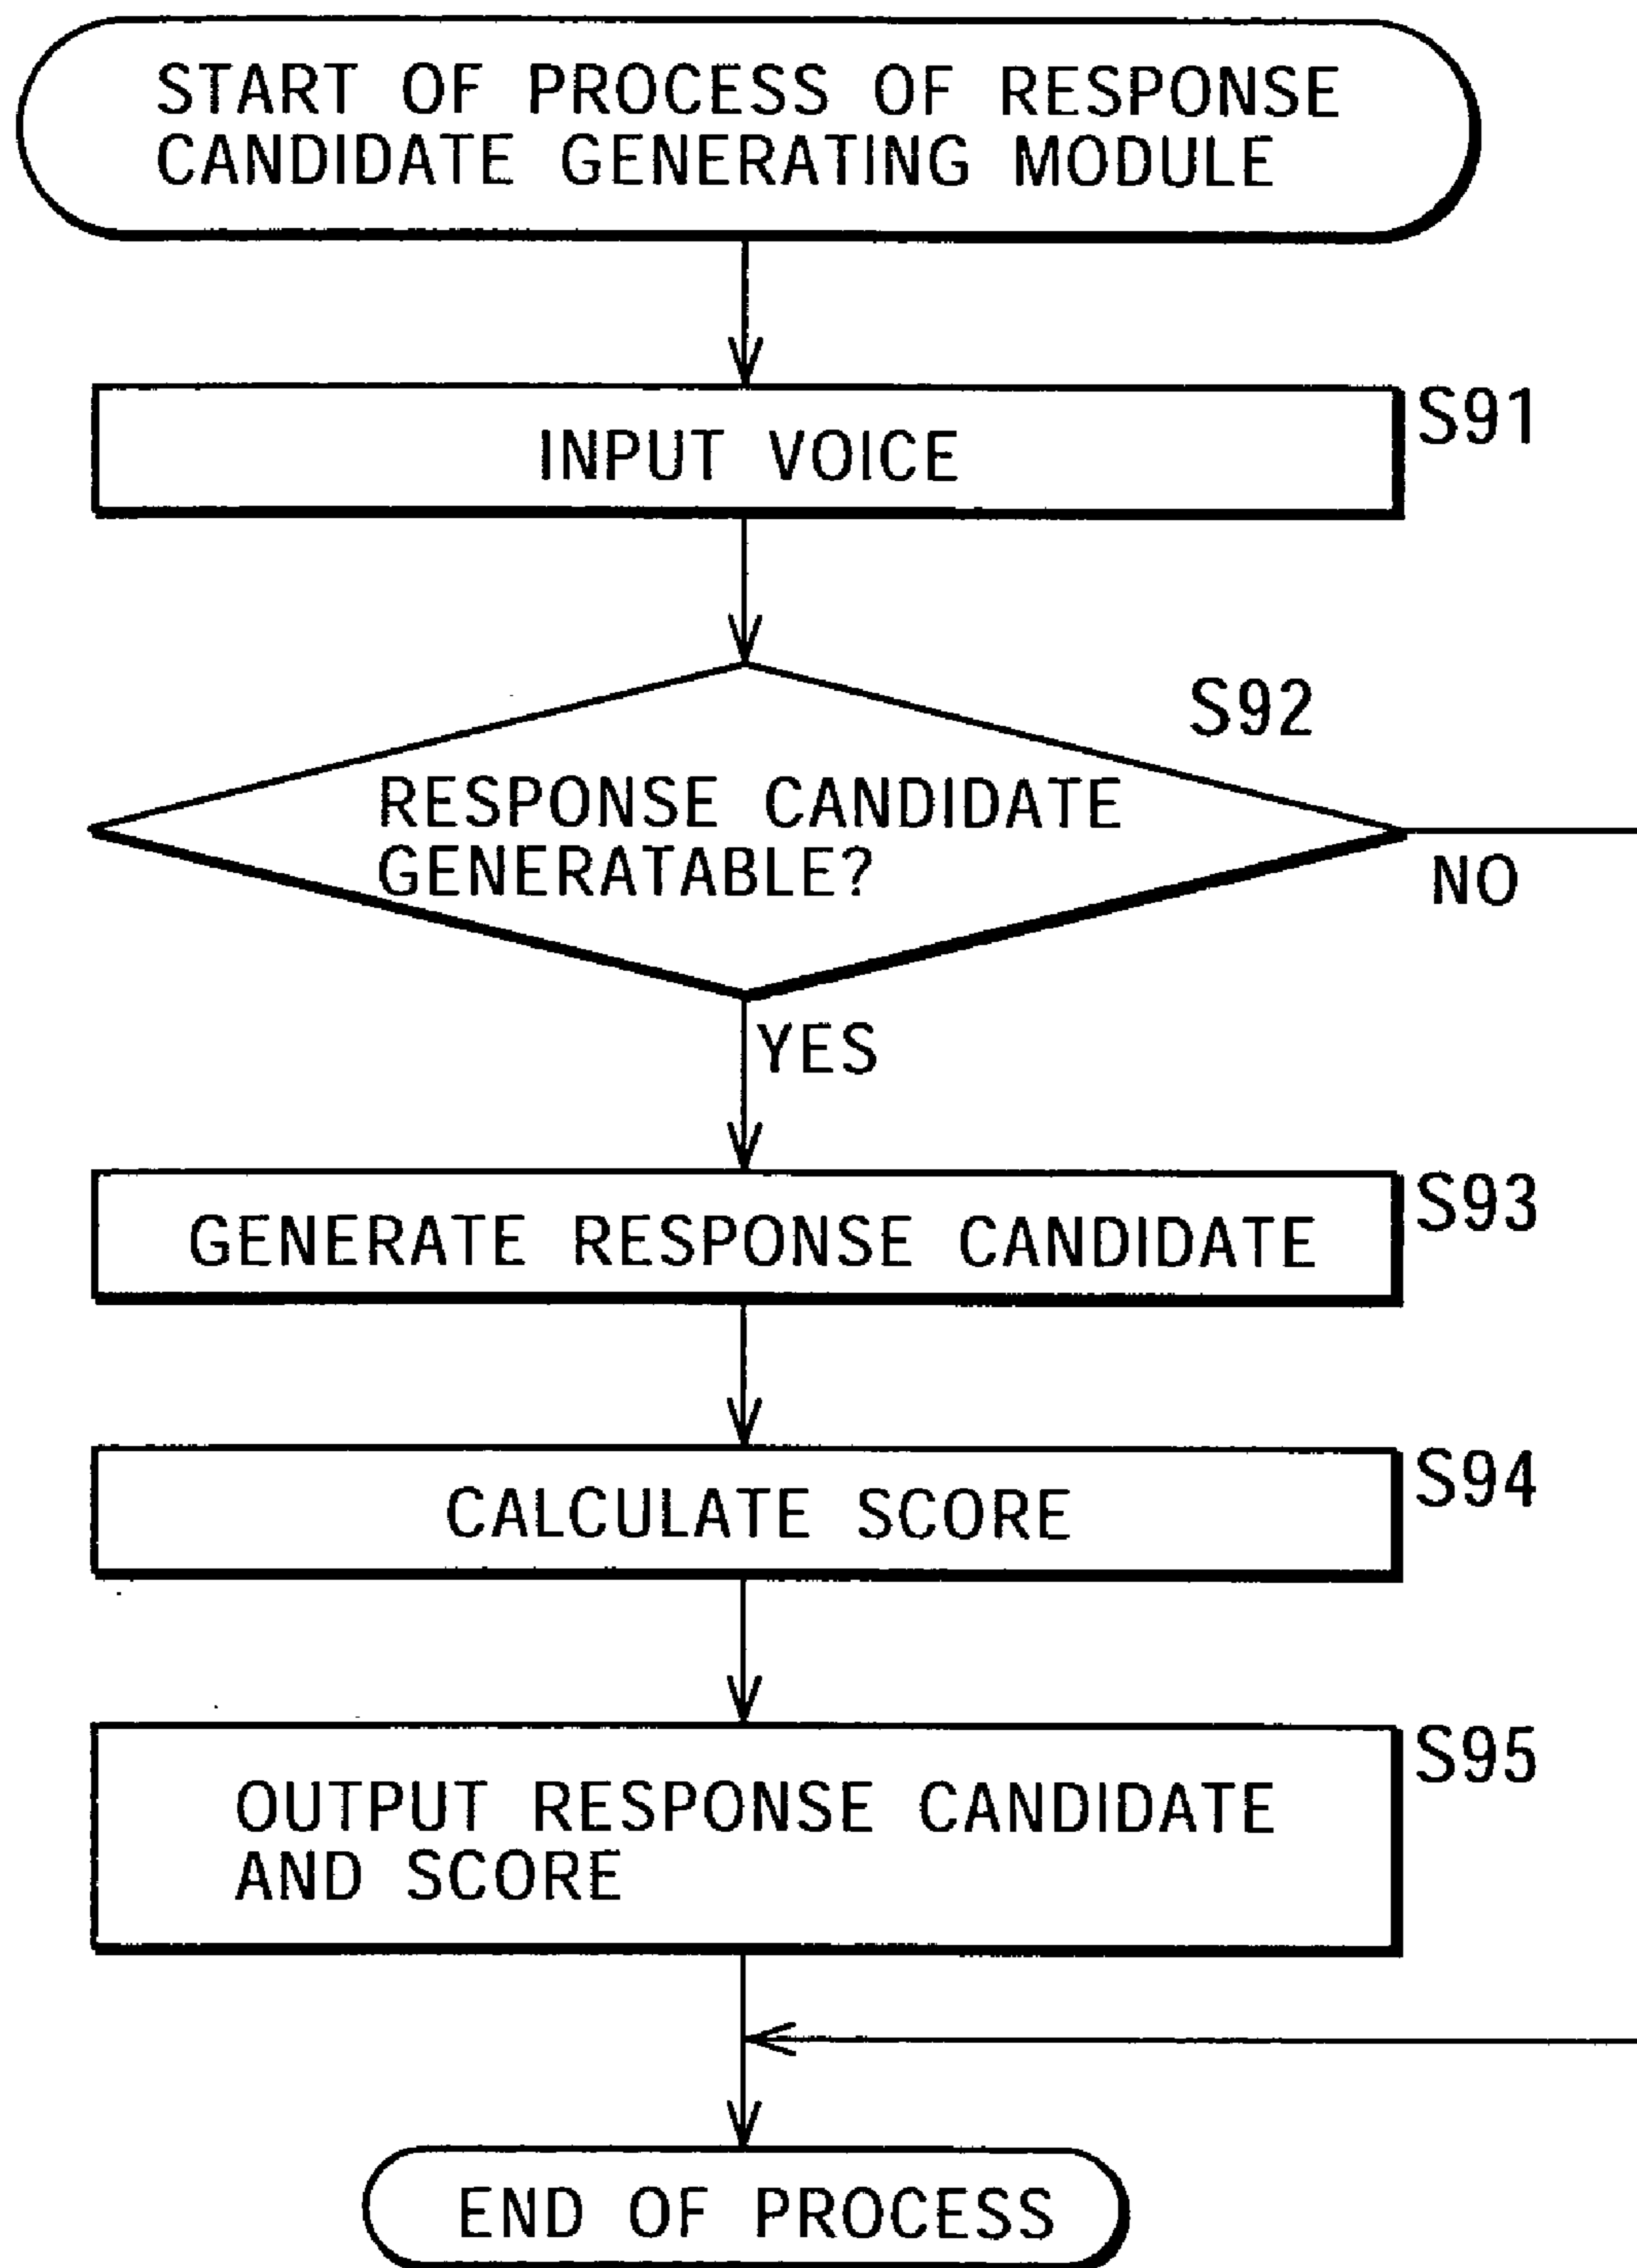 START OF PROCESS OF RESPONSE
CANDIDATE GENERATING MODULE
S91
INPUT VOICE
S92
RESPONSE CANDIDATE
GENERATABLE?
NO
YES
S93
GENERATE RESPONSE CANDIDATE
S94
CALCULATE SCORE
S95
OUTPUT RESPONSE CANDIDATE
AND SCORE
END OF PROCESS